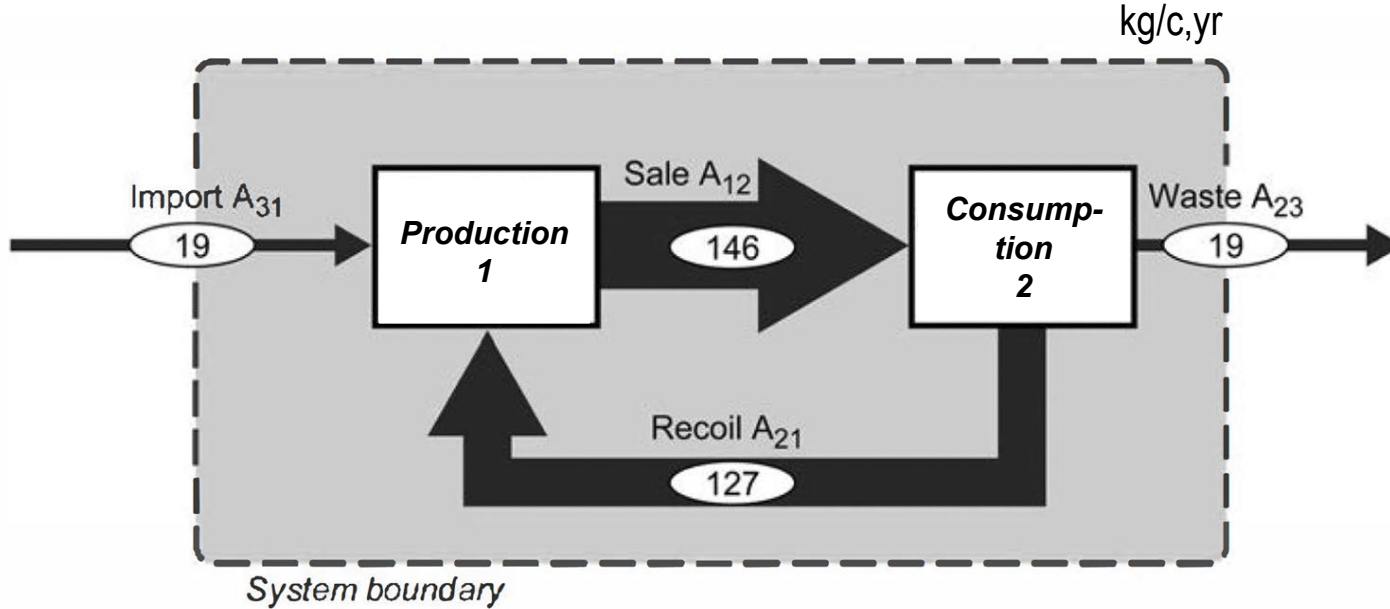 kg/c,yr
Import A31
19
Production
1
Sale A12
146
Consump-
tion
2
Waste A23
19
Recoil A21
127
System boundary